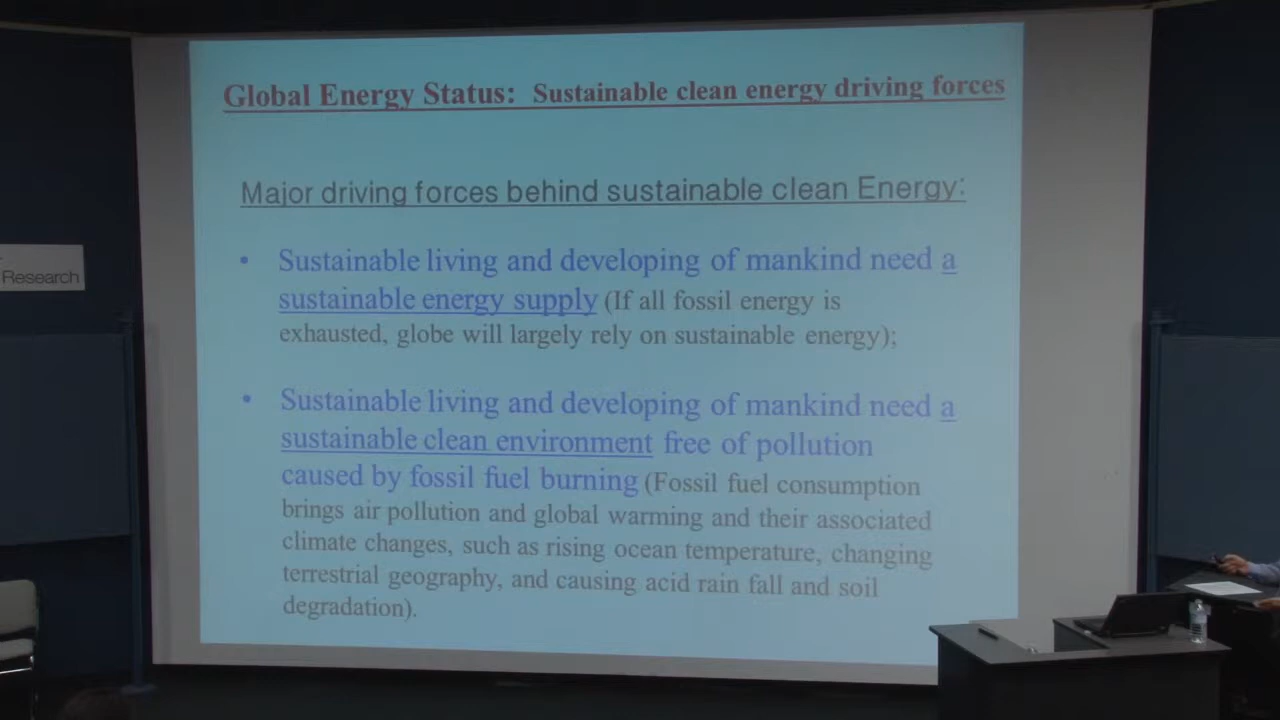 Global Energy Status: Sustainable clean energy driving forces
Major driving forces behind sustainable clean Energy:
• Sustainable living and developing of mankind need a
sustainable energy supply (If all fossil energy is
exhausted, globe will largely rely on sustainable energy);
• Sustainable living and developing of mankind need a
sustainable clean environment free of pollution
caused by fossil fuel burning (Fossil fuel consumption
brings air pollution and global warming and their associated
climate changes, such as rising ocean temperature, changing
terrestrial geography, and causing acid rain fall and soil
degradation).
Research